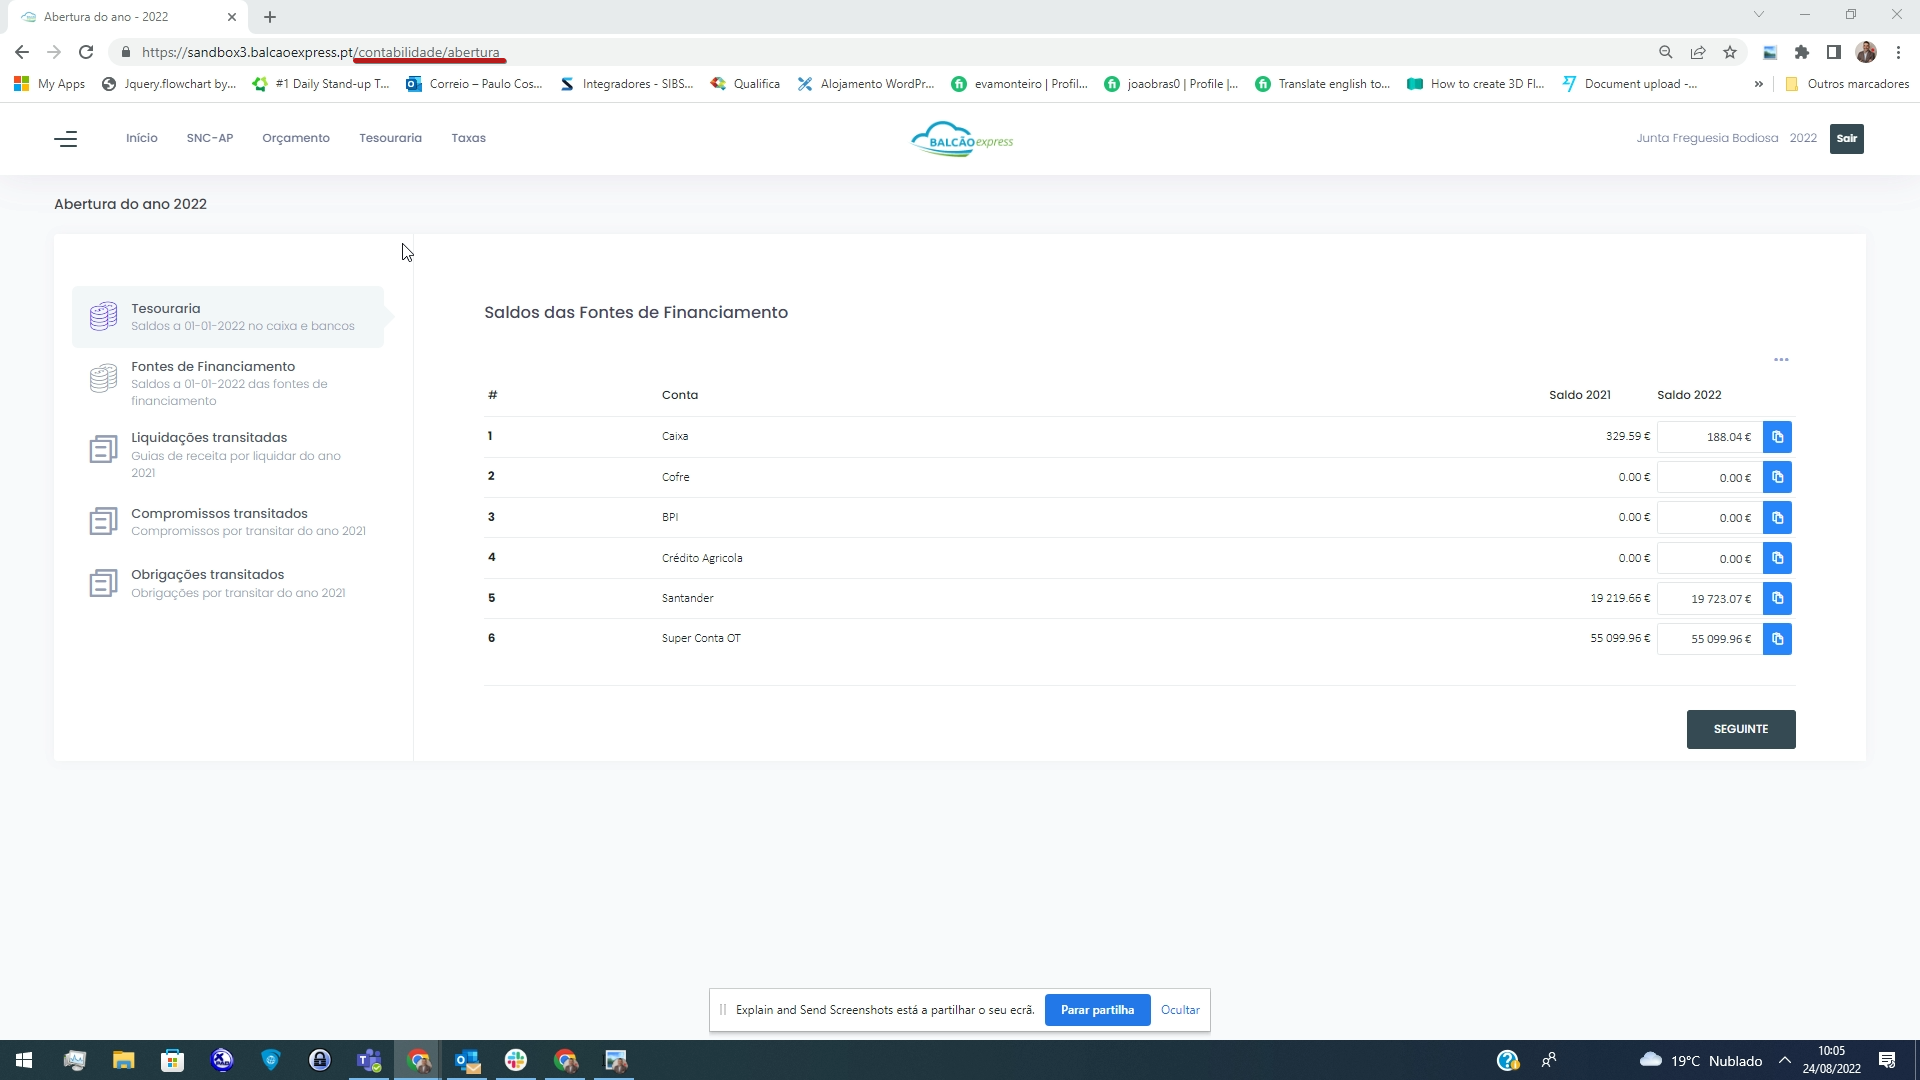 Abertura do ano - 2022
https://sandbox3.balcaoexpress.pt/contabilidade/abertura
My Apps
Jquery.flowchart by...
#1 Daily Stand-up T...
Correio – Paulo Cos...
Integradores - SIBS...
Qualifica
Alojamento WordPr...
evamonteiro | Profil...
joaobras0 | Profile |...
Translate english to...
How to create 3D Fl...
Document upload -...
»
Outros marcadores
Início
SNC-AP
Orçamento
Tesouraria
Taxas
BALCÃO express
Junta Freguesia Bodiosa
2022
Sair
Abertura do ano 2022
Tesouraria
Saldos a 01-01-2022 no caixa e bancos
Fontes de Financiamento
Saldos a 01-01-2022 das fontes de
financiamento
Liquidações transitadas
Guias de receita por liquidar do ano
2021
Compromissos transitados
Compromissos por transitar do ano 2021
Obrigações transitados
Obrigações por transitar do ano 2021
Saldos das Fontes de Financiamento
# Conta Saldo 2021 Saldo 2022
1 Caixa 329.59 € 188.04 €
2 Cofre 0.00 € 0.00 €
3 BPI 0.00 € 0.00 €
4 Crédito Agricola 0.00 € 0.00 €
5 Santander 19 219.66 € 19 723.07 €
6 Super Conta OT 55 099.96 € 55 099.96 €
SEGUINTE
Explain and Send Screenshots está a partilhar o seu ecrã.
Parar partilha
Ocultar
19°C Nublado
10:05
24/08/2022